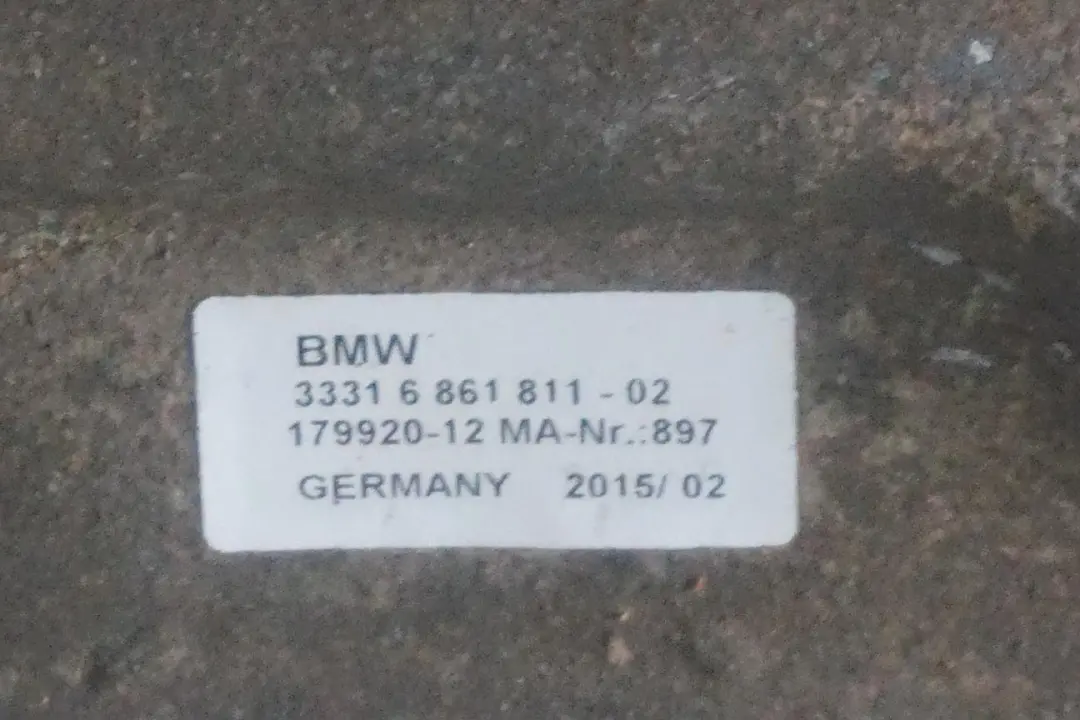 BMW
3331 6 861 811 - 02
179920-12 MA-Nr.:897
GERMANY 2015/ 02